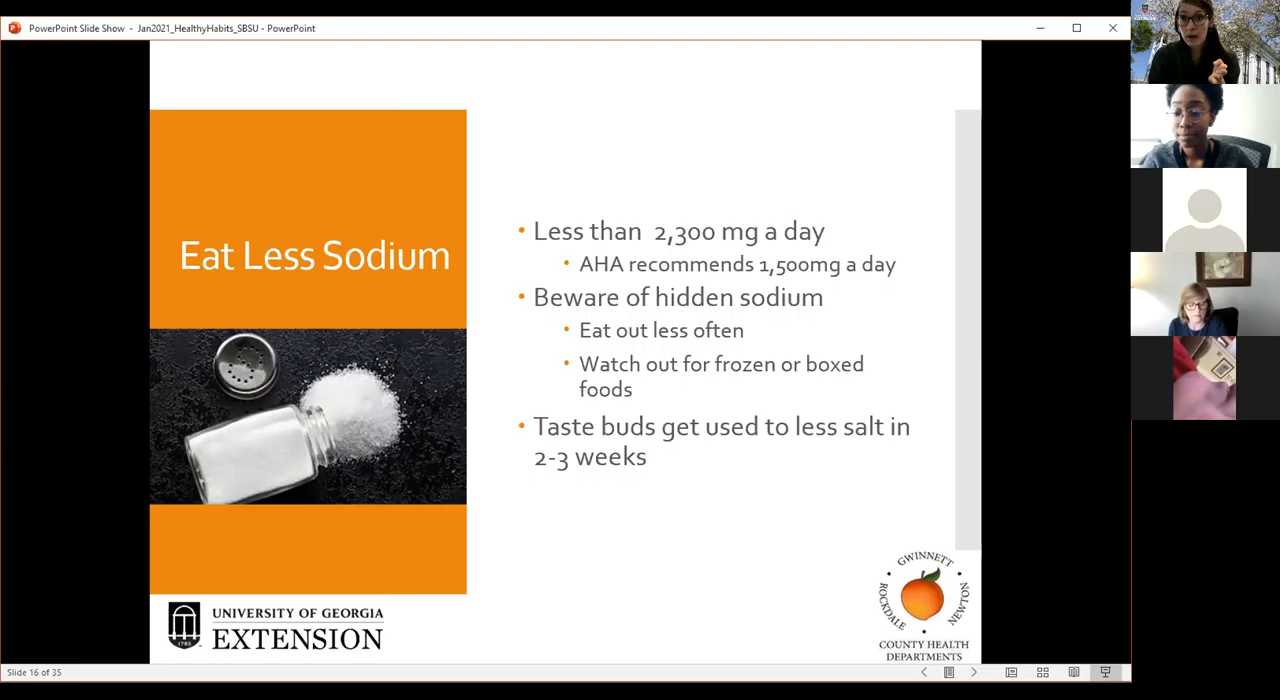 PowerPoint Slide Show - Jan2021_HealthyHabits_SBSU - PowerPoint
Eat Less Sodium
• Less than 2,300 mg a day
• AHA recommends 1,500mg a day
• Beware of hidden sodium
• Eat out less often
• Watch out for frozen or boxed
foods
• Taste buds get used to less salt in
2-3 weeks
1785
UNIVERSITY OF GEORGIA
EXTENSION
GWINNETT
ROCKDALE
NEWTON
COUNTY HEALTH
DEPARTMENTS
Slide 16 of 35
GEORGIA